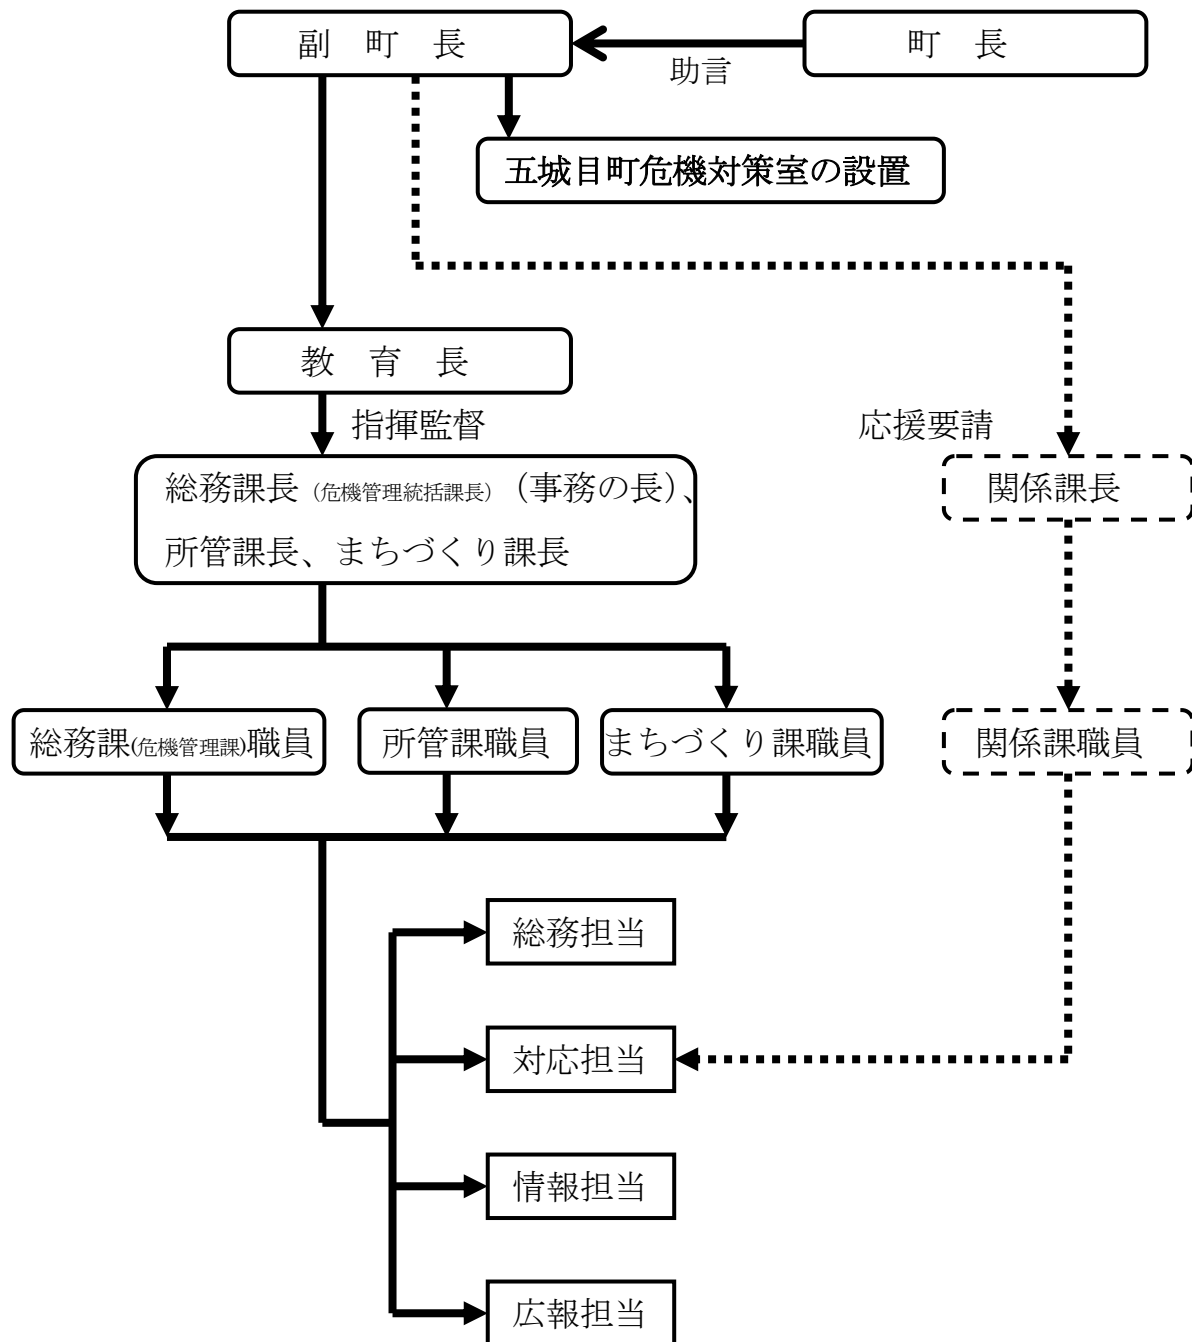 副　町　長
町　長
助言
五城目町危機対策室の設置
教　育　長
指揮監督
応援要請
総務課長（危機管理統括課長）（事務の長）、
所管課長、まちづくり課長
関係課長
総務課(危機管理課)職員
所管課職員
まちづくり課職員
関係課職員
総務担当
対応担当
情報担当
広報担当